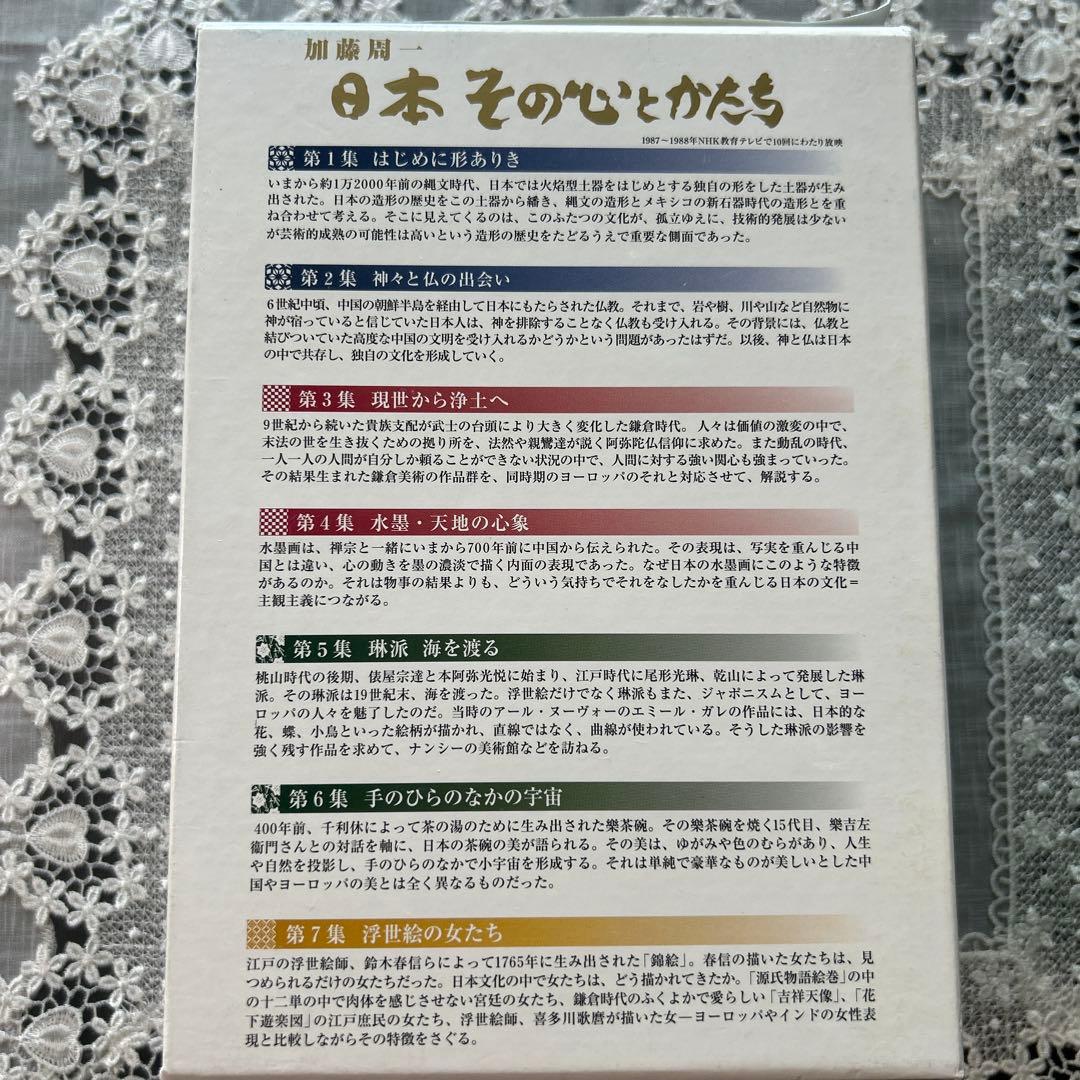 加藤周一
日本 その心とかたち
1987～1988年NHK教育テレビで10回にわたり放映
第1集 はじめに形ありき
いまから約1万2000年前の縄文時代、日本では火焔型土器をはじめとする独自の形をした土器が生み
出された。日本の造形の歴史をこの土器から繙き、縄文の造形とメキシコの新石器時代の造形とを重
ね合わせて考える。そこに見えてくるのは、このふたつの文化が、孤立ゆえに、技術的発展は少ない
が芸術的成熟の可能性は高いという造形の歴史をたどるうえで重要な側面であった。
第2集 神々と仏の出会い
6世紀中頃、中国の朝鮮半島を経由して日本にもたらされた仏教。それまで、岩や樹、川や山など自然物に
神が宿っていると信じていた日本人は、神を排除することなく仏教も受け入れる。その背景には、仏教と
結びついていた高度な中国の文明を受け入れるかどうかという問題があったはずだ。以後、神と仏は日本
の中で共存し、独自の文化を形成していく。
第3集 現世から浄土へ
9世紀から続いた貴族支配が武士の台頭により大きく変化した鎌倉時代。人々は価値の激変の中で、
末法の世を生き抜くための拠り所を、法然や親鸞達が説く阿弥陀仏信仰に求めた。また動乱の時代、
一人一人の人間が自分しか頼ることができない状況の中で、人間に対する強い関心も強まっていった。
その結果生まれた鎌倉美術の作品群を、同時期のヨーロッパのそれと対応させて、解説する。
第4集 水墨・天地の心象
水墨画は、禅宗と一緒にいまから700年前に中国から伝えられた。その表現は、写実を重んじる中
国とは違い、心の動きを墨の濃淡で描く内面の表現であった。なぜ日本の水墨画にこのような特徴
があるのか。それは物事の結果よりも、どういう気持ちでそれをなしたかを重んじる日本の文化＝
主観主義につながる。
第5集 琳派 海を渡る
桃山時代の後期、俵屋宗達と本阿弥光悦に始まり、江戸時代に尾形光琳、乾山によって発展した琳
派。その琳派は19世紀末、海を渡った。浮世絵だけでなく琳派もまた、ジャポニスムとして、ヨー
ロッパの人々を魅了したのだ。当時のアール・ヌーヴォーのエミール・ガレの作品には、日本的な
花、蝶、小鳥といった絵柄が描かれ、直線ではなく、曲線が使われている。そうした琳派の影響を
強く残す作品を求めて、ナンシーの美術館などを訪ねる。
第6集 手のひらのなかの宇宙
400年前、千利休によって茶の湯のために生み出された樂茶碗。その樂茶碗を焼く15代目、樂吉左
衞門さんとの対話を軸に、日本の茶碗の美が語られる。その美は、ゆがみや色のむらがあり、人生
や自然を投影し、手のひらのなかで小宇宙を形成する。それは単純で豪華なものが美しいとした中
国やヨーロッパの美とは全く異なるものだった。
第7集 浮世絵の女たち
江戸の浮世絵師、鈴木春信らによって1765年に生み出された「錦絵」。春信の描いた女たちは、見
つめられるだけの女たちだった。日本文化の中で女たちは、どう描かれてきたか。「源氏物語絵巻」の中
の十二単の中で肉体を感じさせない宮廷の女たち、鎌倉時代のふくよかで愛らしい「吉祥天像」、「花
下遊楽図」の江戸庶民の女たち、浮世絵師、喜多川歌麿が描いた女―ヨーロッパやインドの女性表
現と比較しながらその特徴をさぐる。